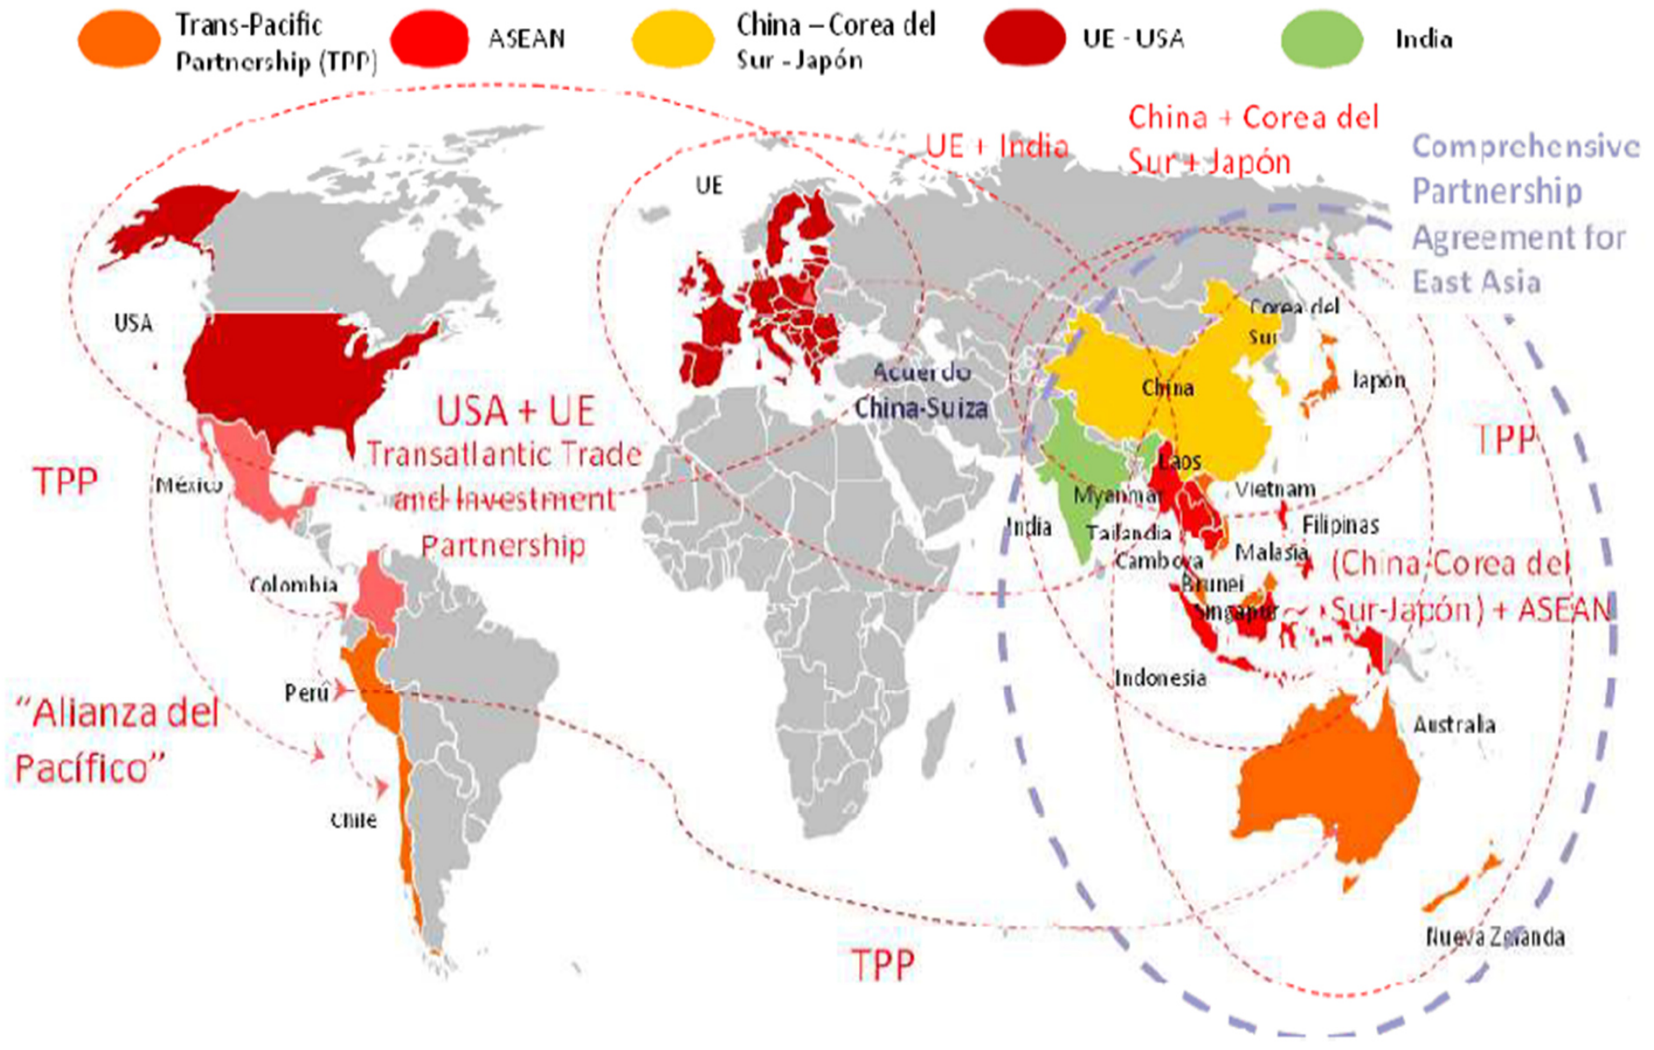 Trans-Pacific
Partnership (TPP)
ASEAN
China – Corea del
Sur - Japón
UE - USA
India
China + Corea del
Sur + Japón
UE + India
Comprehensive
Partnership
Agreement for
East Asia
UE
USA
Corea del
Sur
Japón
China
Acuerdo
China-Suiza
USA + UE
Transatlantic Trade
and Investment
Partnership
TPP
México
TPP
Laos
Myanmar
Vietnam
India
Tailandia
Filipinas
Camboya
Malasia
Brunei
Singapur
(China-Corea del
Sur-Japón) + ASEAN
Colombia
Perú
Indonesia
"Alianza del
Pacífico"
Australia
Chile
Nueva Zelanda
TPP